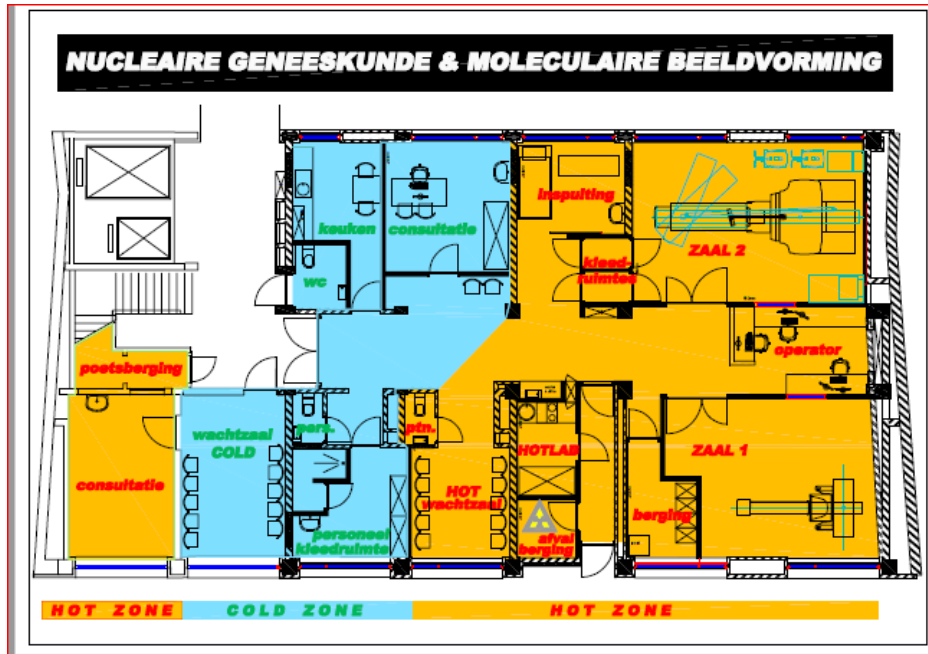 NUCLEAIRE GENEESKUNDE & MOLECULAIRE BEELDVORMING
inspuiting
keuken
consultatie
ZAAL 2
kleed-
ruimtes
wc
operator
poetsberging
wachtzaal
COLD
pers.
ptn.
HOTLAB
ZAAL 1
consultatie
HOT
wachtzaal
berging
personeel
kleedruimte
afval
berging
HOT ZONE
COLD ZONE
HOT ZONE